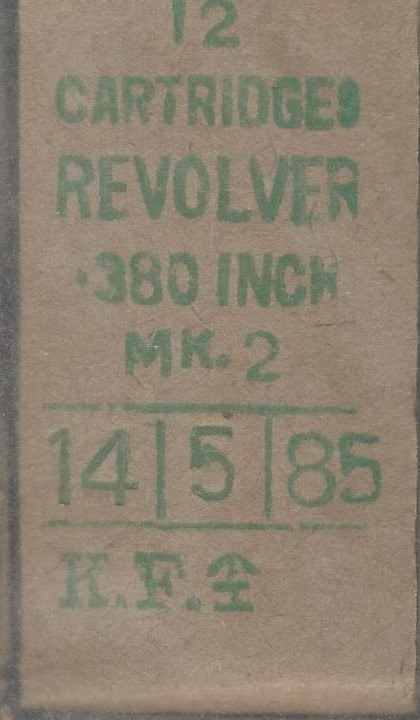 12
CARTRIDGES
REVOLVER
·380 INCH
MK. 2
14|5|85
K.F.